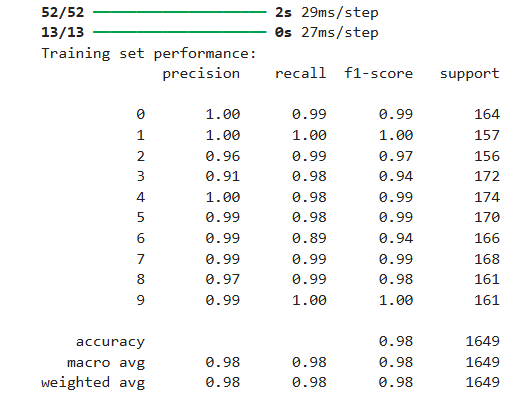 52/52 ━━━━━━━━━━━━━━━━━━━━ 2s 29ms/step
13/13 ━━━━━━━━━━━━━━━━━━━━ 0s 27ms/step
Training set performance:
precision recall f1-score support
0 1.00 0.99 0.99 164
1 1.00 1.00 1.00 157
2 0.96 0.99 0.97 156
3 0.91 0.98 0.94 172
4 1.00 0.98 0.99 174
5 0.99 0.98 0.99 170
6 0.99 0.89 0.94 166
7 0.99 0.99 0.99 168
8 0.97 0.99 0.98 161
9 0.99 1.00 1.00 161
accuracy 0.98 1649
macro avg 0.98 0.98 0.98 1649
weighted avg 0.98 0.98 0.98 1649